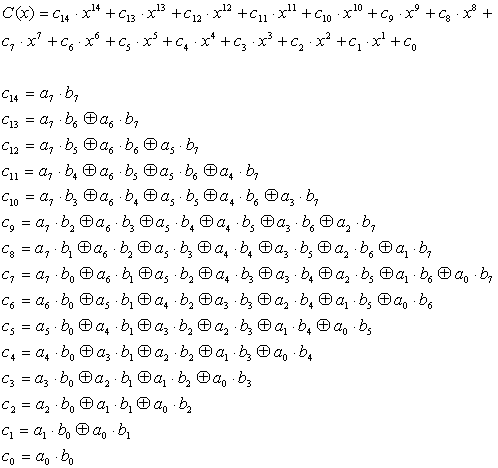 C(x) = c₁₄ · x¹⁴ + c₁₃ · x¹³ + c₁₂ · x¹² + c₁₁ · x¹¹ + c₁₀ · x¹⁰ + c₉ · x⁹ + c₈ · x⁸ +
c₇ · x⁷ + c₆ · x⁶ + c₅ · x⁵ + c₄ · x⁴ + c₃ · x³ + c₂ · x² + c₁ · x¹ + c₀
c₁₄ = a₇ · b₇
c₁₃ = a₇ · b₆ ⊕ a₆ · b₇
c₁₂ = a₇ · b₅ ⊕ a₆ · b₆ ⊕ a₅ · b₇
c₁₁ = a₇ · b₄ ⊕ a₆ · b₅ ⊕ a₅ · b₆ ⊕ a₄ · b₇
c₁₀ = a₇ · b₃ ⊕ a₆ · b₄ ⊕ a₅ · b₅ ⊕ a₄ · b₆ ⊕ a₃ · b₇
c₉ = a₇ · b₂ ⊕ a₆ · b₃ ⊕ a₅ · b₄ ⊕ a₄ · b₅ ⊕ a₃ · b₆ ⊕ a₂ · b₇
c₈ = a₇ · b₁ ⊕ a₆ · b₂ ⊕ a₅ · b₃ ⊕ a₄ · b₄ ⊕ a₃ · b₅ ⊕ a₂ · b₆ ⊕ a₁ · b₇
c₇ = a₇ · b₀ ⊕ a₆ · b₁ ⊕ a₅ · b₂ ⊕ a₄ · b₃ ⊕ a₃ · b₄ ⊕ a₂ · b₅ ⊕ a₁ · b₆ ⊕ a₀ · b₇
c₆ = a₆ · b₀ ⊕ a₅ · b₁ ⊕ a₄ · b₂ ⊕ a₃ · b₃ ⊕ a₂ · b₄ ⊕ a₁ · b₅ ⊕ a₀ · b₆
c₅ = a₅ · b₀ ⊕ a₄ · b₁ ⊕ a₃ · b₂ ⊕ a₂ · b₃ ⊕ a₁ · b₄ ⊕ a₀ · b₅
c₄ = a₄ · b₀ ⊕ a₃ · b₁ ⊕ a₂ · b₂ ⊕ a₁ · b₃ ⊕ a₀ · b₄
c₃ = a₃ · b₀ ⊕ a₂ · b₁ ⊕ a₁ · b₂ ⊕ a₀ · b₃
c₂ = a₂ · b₀ ⊕ a₁ · b₁ ⊕ a₀ · b₂
c₁ = a₁ · b₀ ⊕ a₀ · b₁
c₀ = a₀ · b₀